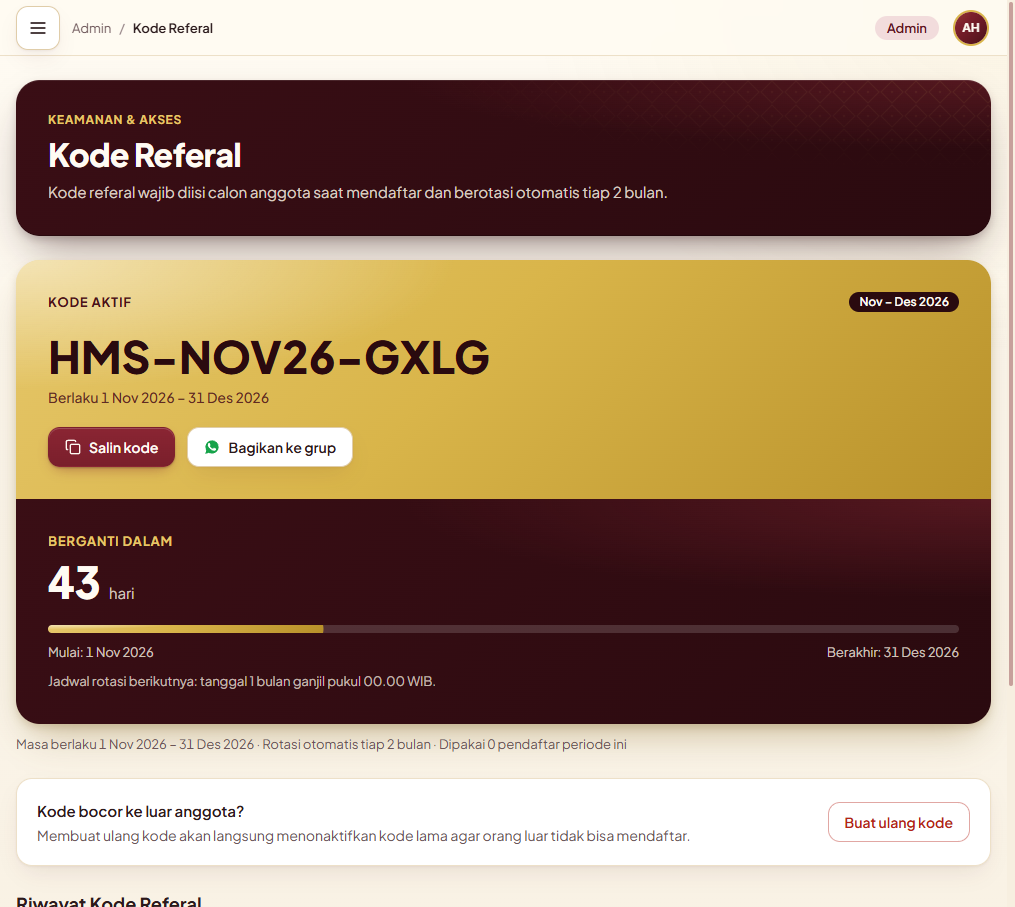 Admin / Kode Referal
Admin
AH
KEAMANAN & AKSES
Kode Referal
Kode referal wajib diisi calon anggota saat mendaftar dan berotasi otomatis tiap 2 bulan.
KODE AKTIF
Nov – Des 2026
HMS-NOV26-GXLG
Berlaku 1 Nov 2026 – 31 Des 2026
Salin kode
Bagikan ke grup
BERGANTI DALAM
43 hari
Mulai: 1 Nov 2026
Berakhir: 31 Des 2026
Jadwal rotasi berikutnya: tanggal 1 bulan ganjil pukul 00.00 WIB.
Masa berlaku 1 Nov 2026 – 31 Des 2026 · Rotasi otomatis tiap 2 bulan · Dipakai 0 pendaftar periode ini
Kode bocor ke luar anggota?
Membuat ulang kode akan langsung menonaktifkan kode lama agar orang luar tidak bisa mendaftar.
Buat ulang kode
Riwayat Kode Referal